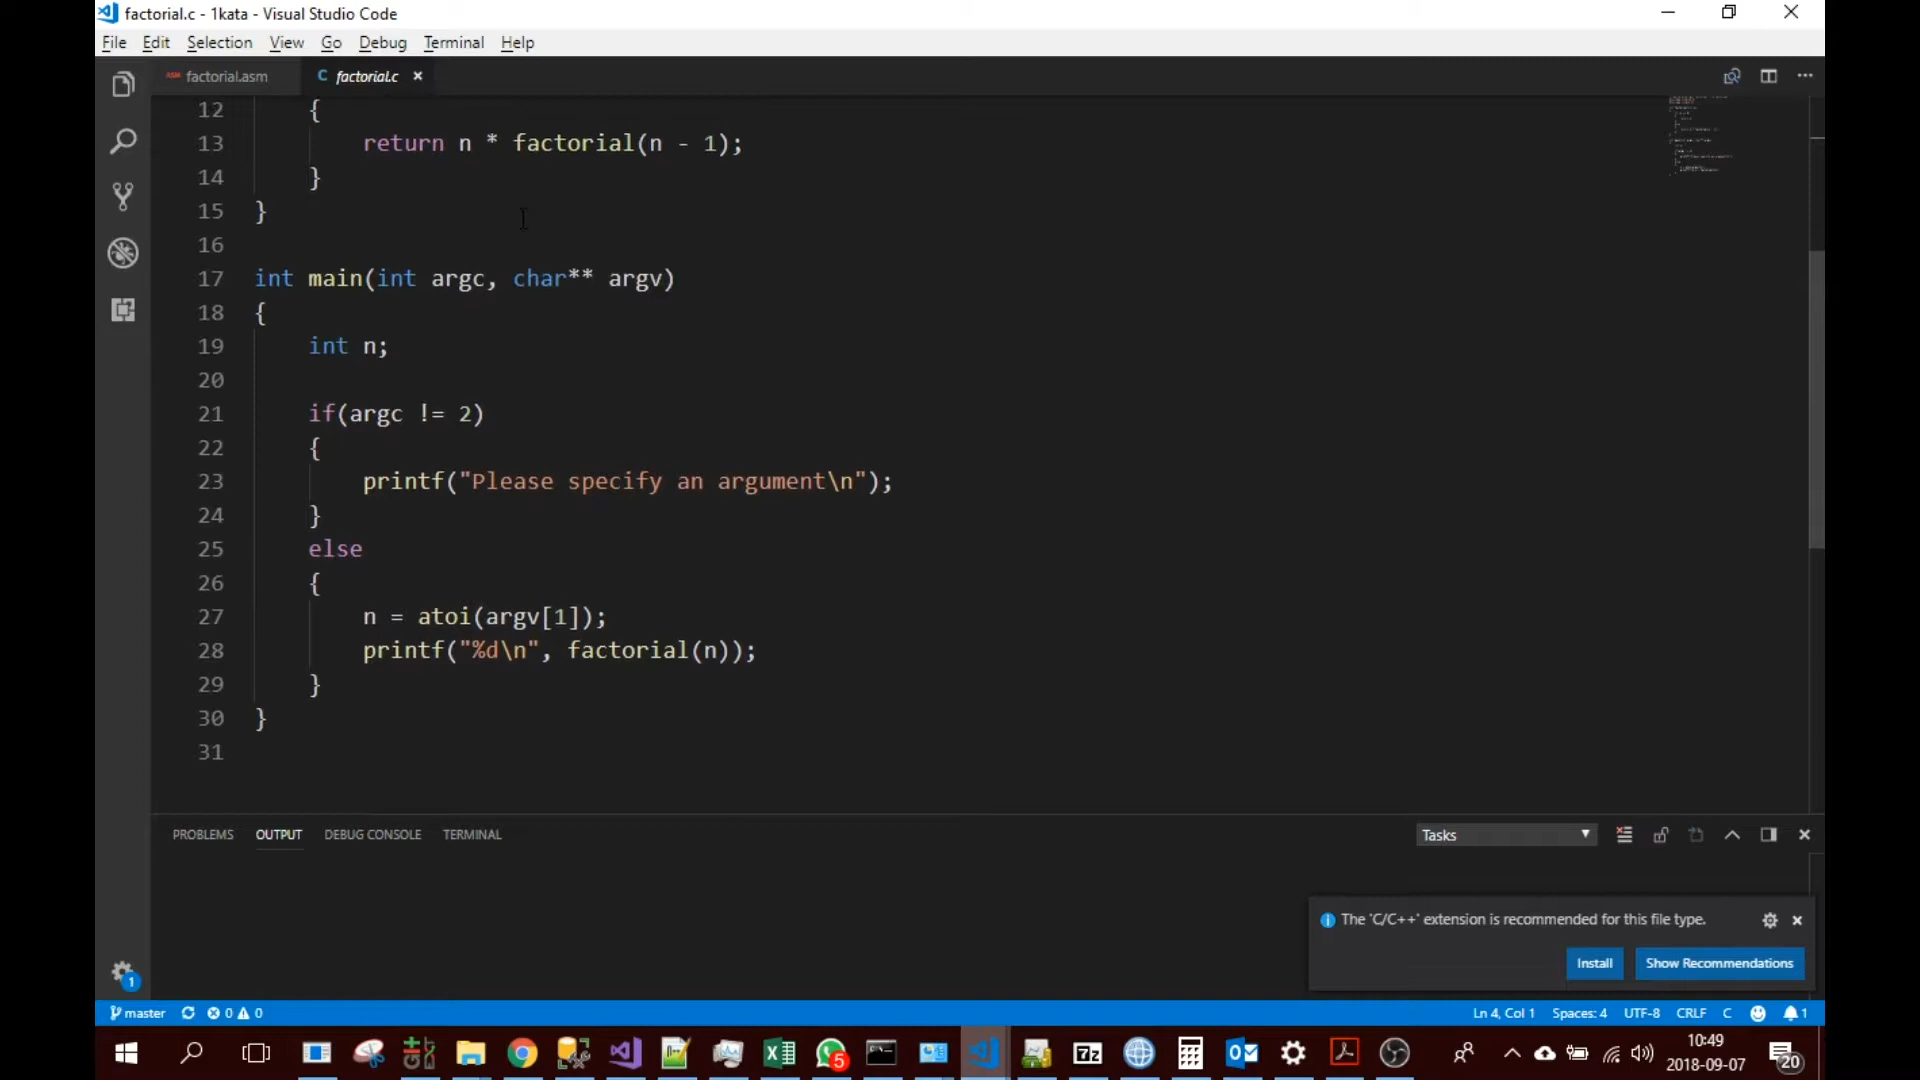 factorial.c - 1kata - Visual Studio Code
File Edit Selection View Go Debug Terminal Help
ASM factorial.asm C factorial.c
12 {
13 return n * factorial(n - 1);
14 }
15 }
16
17 int main(int argc, char** argv)
18 {
19 int n;
20
21 if(argc != 2)
22 {
23 printf("Please specify an argument\n");
24 }
25 else
26 {
27 n = atoi(argv[1]);
28 printf("%d\n", factorial(n));
29 }
30 }
31
PROBLEMS OUTPUT DEBUG CONSOLE TERMINAL Tasks
The 'C/C++' extension is recommended for this file type.
Install Show Recommendations
1
master 0 0 Ln 4, Col 1 Spaces: 4 UTF-8 CRLF C 1
5 7z 10:49
2018-09-07 20